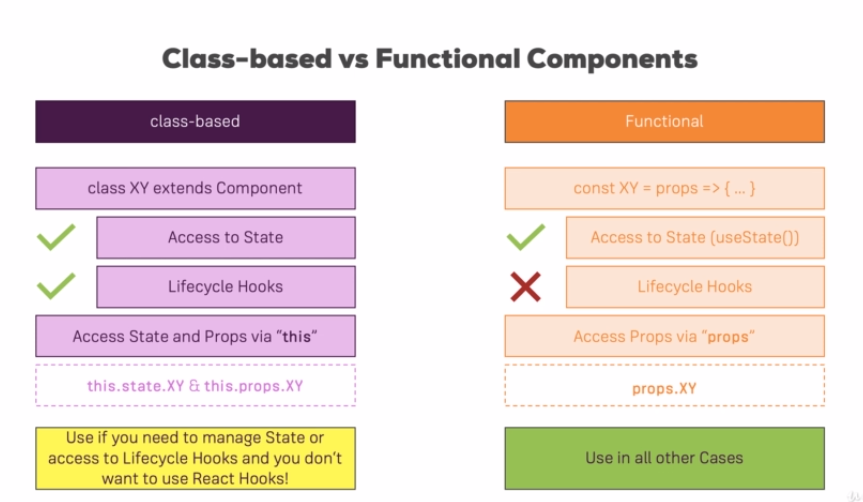 Class-based vs Functional Components
class-based
class XY extends Component
Access to State
Lifecycle Hooks
Access State and Props via “this”
this.state.XY & this.props.XY
Use if you need to manage State or
access to Lifecycle Hooks and you don’t
want to use React Hooks!
Functional
const XY = props => { … }
Access to State (useState())
Lifecycle Hooks
Access Props via “props”
props.XY
Use in all other Cases